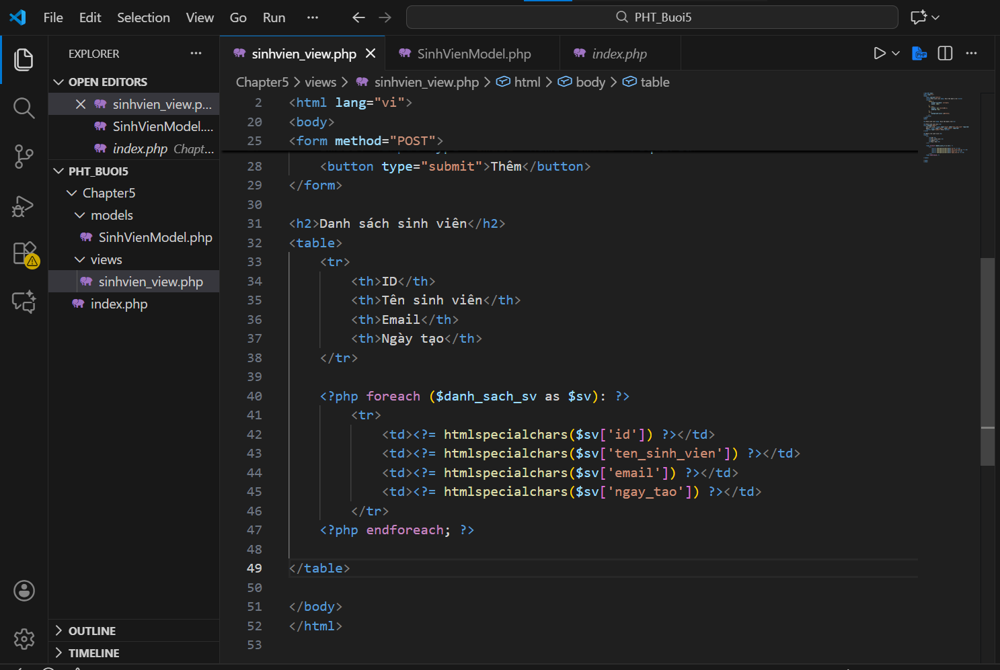 File Edit Selection View Go Run ··· PHT_Buoi5
EXPLORER ···
OPEN EDITORS
sinhvien_view.p...
SinhVienModel....
index.php Chapt...
PHT_BUOI5
Chapter5
models
SinhVienModel.php
views
sinhvien_view.php
index.php
OUTLINE
TIMELINE
sinhvien_view.php SinhVienModel.php index.php
Chapter5 > views > sinhvien_view.php > html > body > table
2 <html lang="vi">
20 <body>
25 <form method="POST">
28 <button type="submit">Thêm</button>
29 </form>
30
31 <h2>Danh sách sinh viên</h2>
32 <table>
33 <tr>
34 <th>ID</th>
35 <th>Tên sinh viên</th>
36 <th>Email</th>
37 <th>Ngày tạo</th>
38 </tr>
39
40 <?php foreach ($danh_sach_sv as $sv): ?>
41 <tr>
42 <td><?= htmlspecialchars($sv['id']) ?></td>
43 <td><?= htmlspecialchars($sv['ten_sinh_vien']) ?></td>
44 <td><?= htmlspecialchars($sv['email']) ?></td>
45 <td><?= htmlspecialchars($sv['ngay_tao']) ?></td>
46 </tr>
47 <?php endforeach; ?>
48
49 </table>
50
51 </body>
52 </html>
53